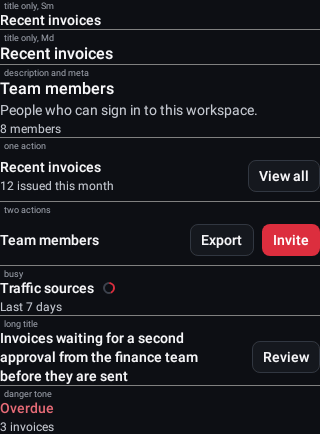 title only, Sm
Recent invoices
title only, Md
Recent invoices
description and meta
Team members
People who can sign in to this workspace.
8 members
one action
Recent invoices
12 issued this month
View all
two actions
Team members
Export
Invite
busy
Traffic sources
Last 7 days
long title
Invoices waiting for a second
approval from the finance team
before they are sent
Review
danger tone
Overdue
3 invoices